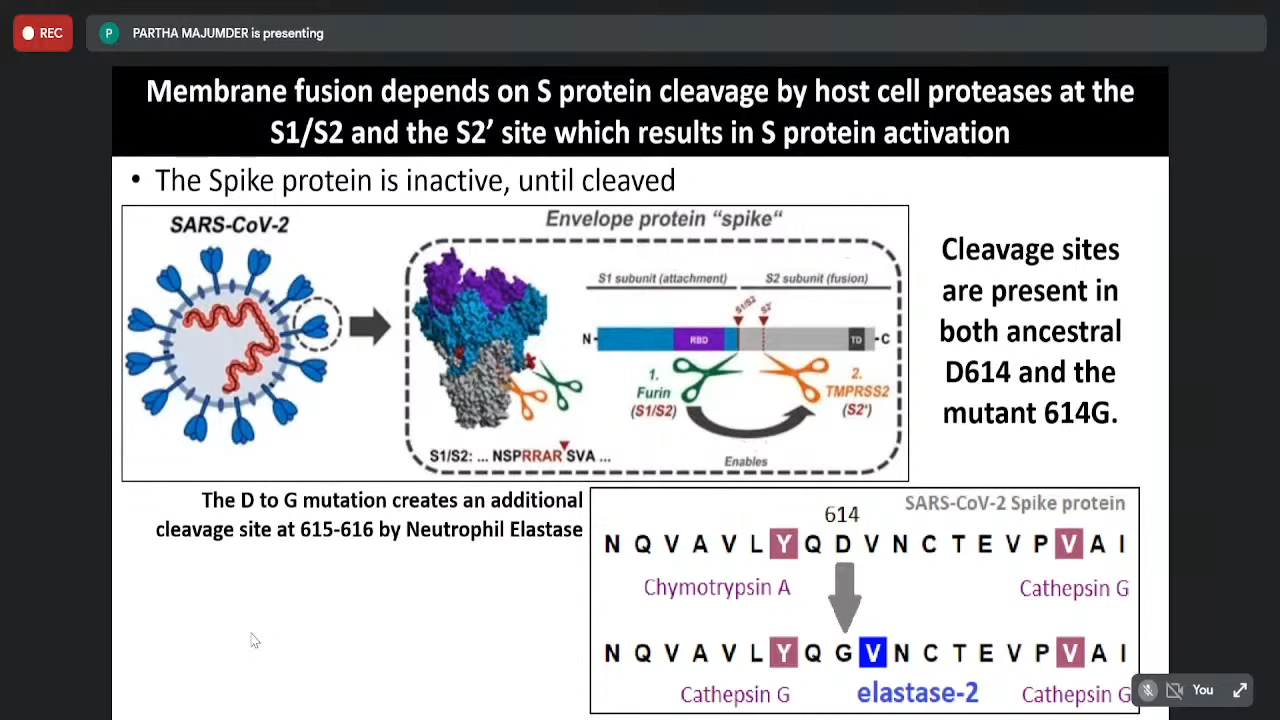 REC
P
PARTHA MAJUMDER is presenting
Membrane fusion depends on S protein cleavage by host cell proteases at the
S1/S2 and the S2’ site which results in S protein activation
• The Spike protein is inactive, until cleaved
SARS-CoV-2
Envelope protein “spike“
S1 subunit (attachment)
S2 subunit (fusion)
S1/S2
S2'
N
RBD
TD
C
1.
Furin
(S1/S2)
2.
TMPRSS2
(S2')
Enables
S1/S2: ... NSPRRAR SVA ...
Cleavage sites
are present in
both ancestral
D614 and the
mutant 614G.
The D to G mutation creates an additional
cleavage site at 615-616 by Neutrophil Elastase
SARS-CoV-2 Spike protein
614
N Q V A V L Y Q D V N C T E V P V A I
Chymotrypsin A
Cathepsin G
N Q V A V L Y Q G V N C T E V P V A I
Cathepsin G
elastase-2
Cathepsin G
You